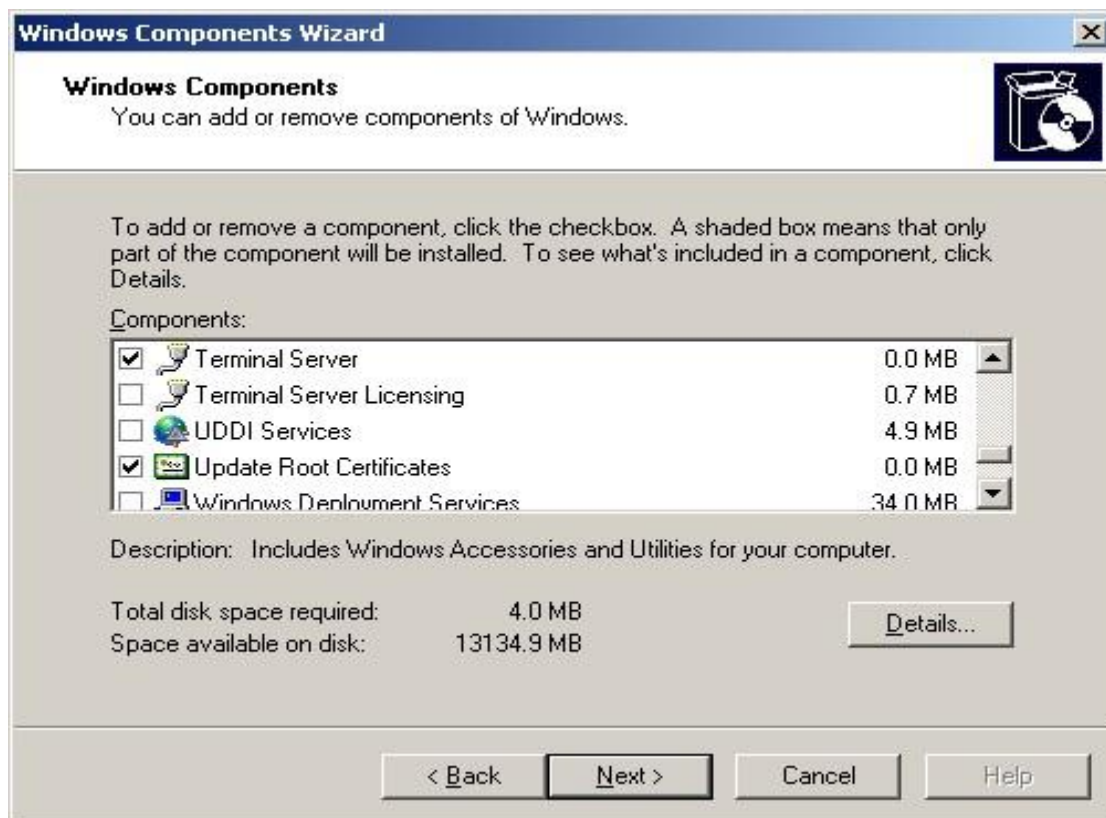 Windows Components Wizard
Windows Components
You can add or remove components of Windows.
To add or remove a component, click the checkbox. A shaded box means that only
part of the component will be installed. To see what's included in a component, click
Details.
Components:
Terminal Server 0.0 MB
Terminal Server Licensing 0.7 MB
UDDI Services 4.9 MB
Update Root Certificates 0.0 MB
Windows Deployment Services 34.0 MB
Description: Includes Windows Accessories and Utilities for your computer.
Total disk space required: 4.0 MB
Space available on disk: 13134.9 MB
Details...
< Back Next > Cancel Help